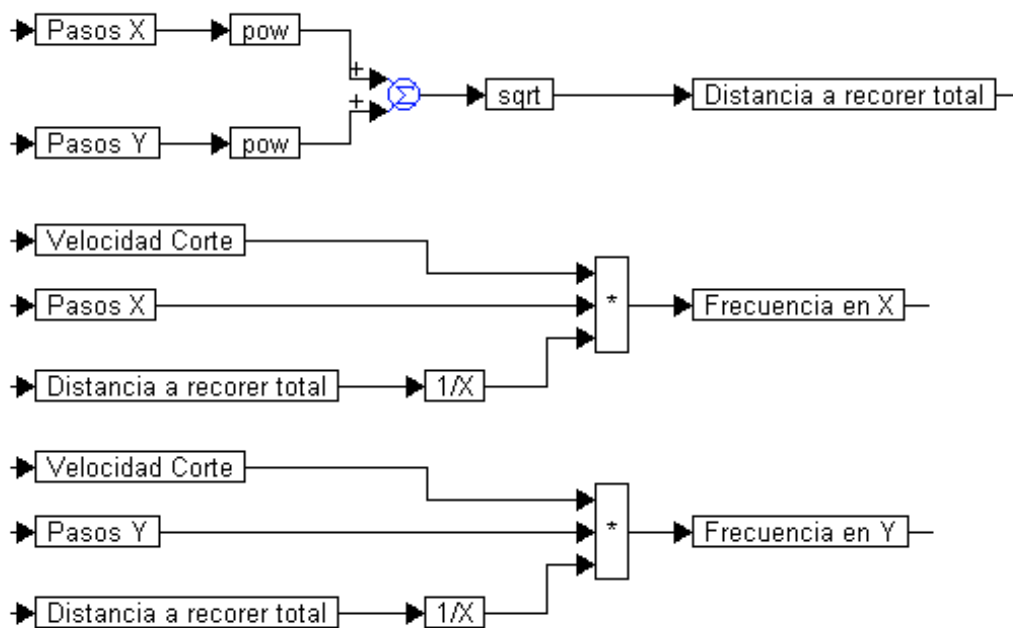 Pasos X
pow
+
+
Σ
sqrt
Distancia a recorer total
Pasos Y
pow
Velocidad Corte
Pasos X
*
Frecuencia en X
Distancia a recorer total
1/X
Velocidad Corte
Pasos Y
*
Frecuencia en Y
Distancia a recorer total
1/X